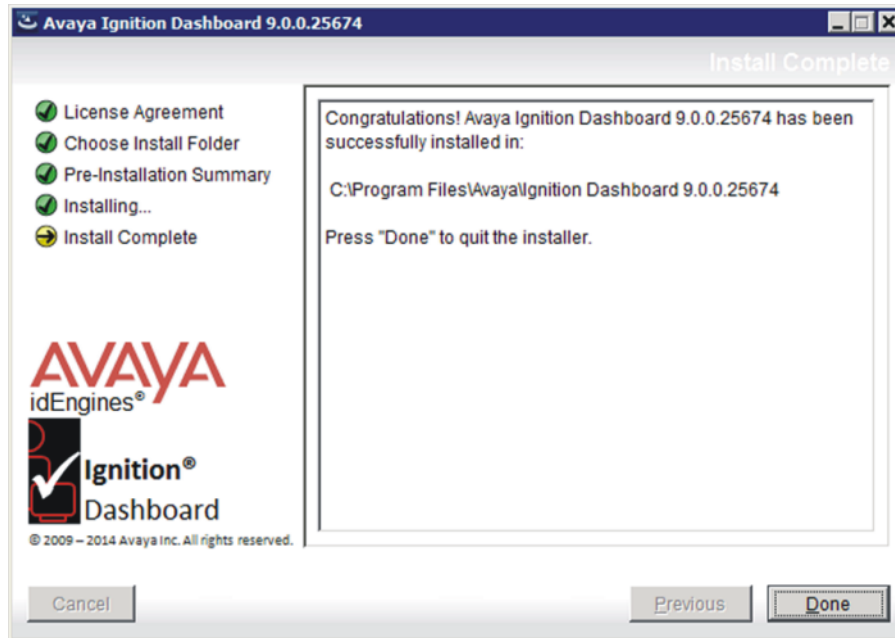 Avaya Ignition Dashboard 9.0.0.25674
Install Complete
License Agreement
Choose Install Folder
Pre-Installation Summary
Installing...
Install Complete
Congratulations! Avaya Ignition Dashboard 9.0.0.25674 has been
successfully installed in:
C:\Program Files\Avaya\Ignition Dashboard 9.0.0.25674
Press "Done" to quit the installer.
AVAYA
idEngines®
Ignition®
Dashboard
© 2009 – 2014 Avaya Inc. All rights reserved.
Cancel
Previous
Done